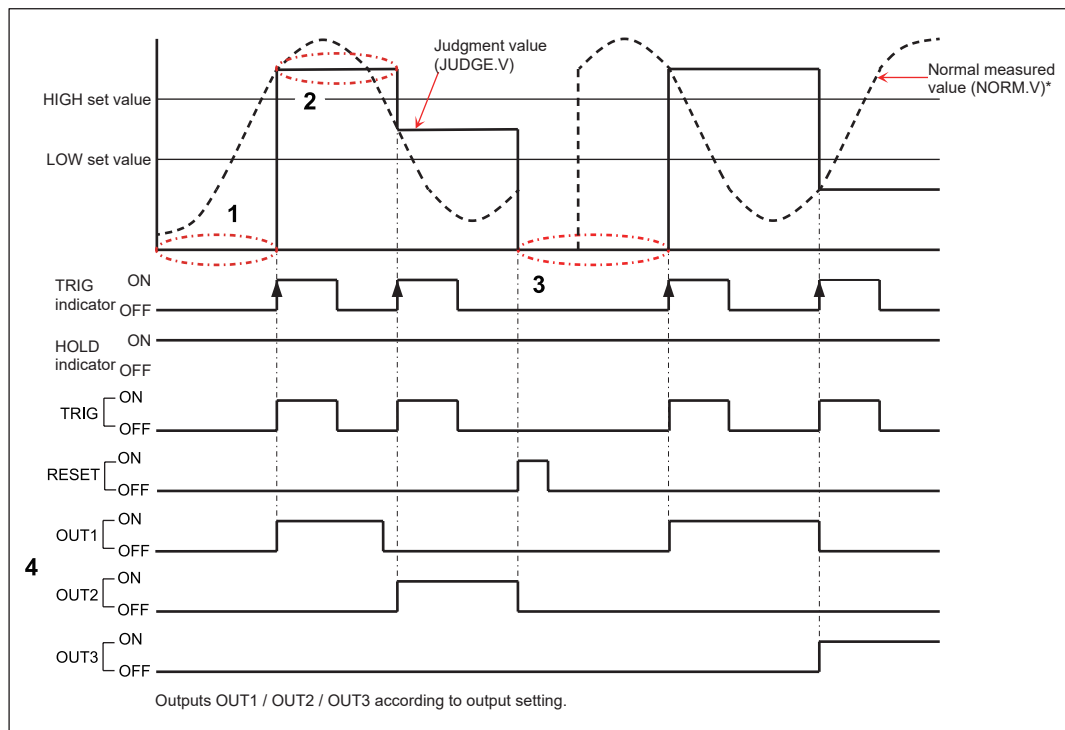 Judgment value
(JUDGE.V)
Normal measured
value (NORM.V)*
HIGH set value
2
LOW set value
1
3
TRIG
indicator
ON
OFF
HOLD
indicator
ON
OFF
TRIG
ON
OFF
RESET
ON
OFF
OUT1
ON
OFF
4
OUT2
ON
OFF
OUT3
ON
OFF
Outputs OUT1 / OUT2 / OUT3 according to output setting.